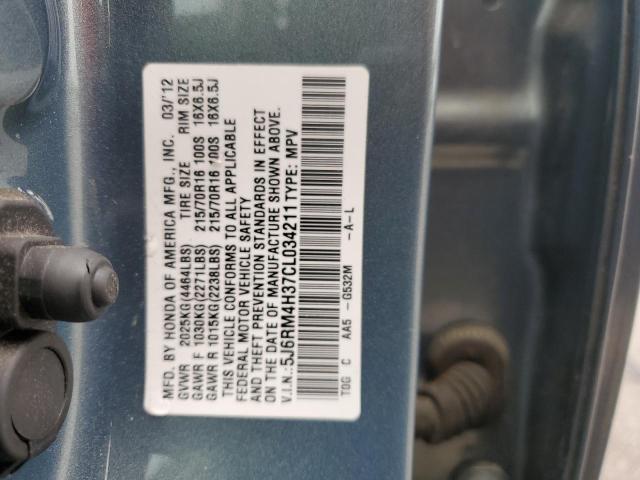 MFD. BY HONDA OF AMERICA MFG., INC. 03/'12
GVWR 2025KG(4464LBS) TIRE SIZE RIM SIZE
GAWR F 1030KG(2271LBS) 215/70R16 100S 16X6.5J
GAWR R 1015KG(2238LBS) 215/70R16 100S 16X6.5J
THIS VEHICLE CONFORMS TO ALL APPLICABLE
FEDERAL MOTOR VEHICLE SAFETY
AND THEFT PREVENTION STANDARDS IN EFFECT
ON THE DATE OF MANUFACTURE SHOWN ABOVE.
V.I.N.:5J6RM4H37CL034211 TYPE: MPV
TOG C AA5 - G532M -A-L